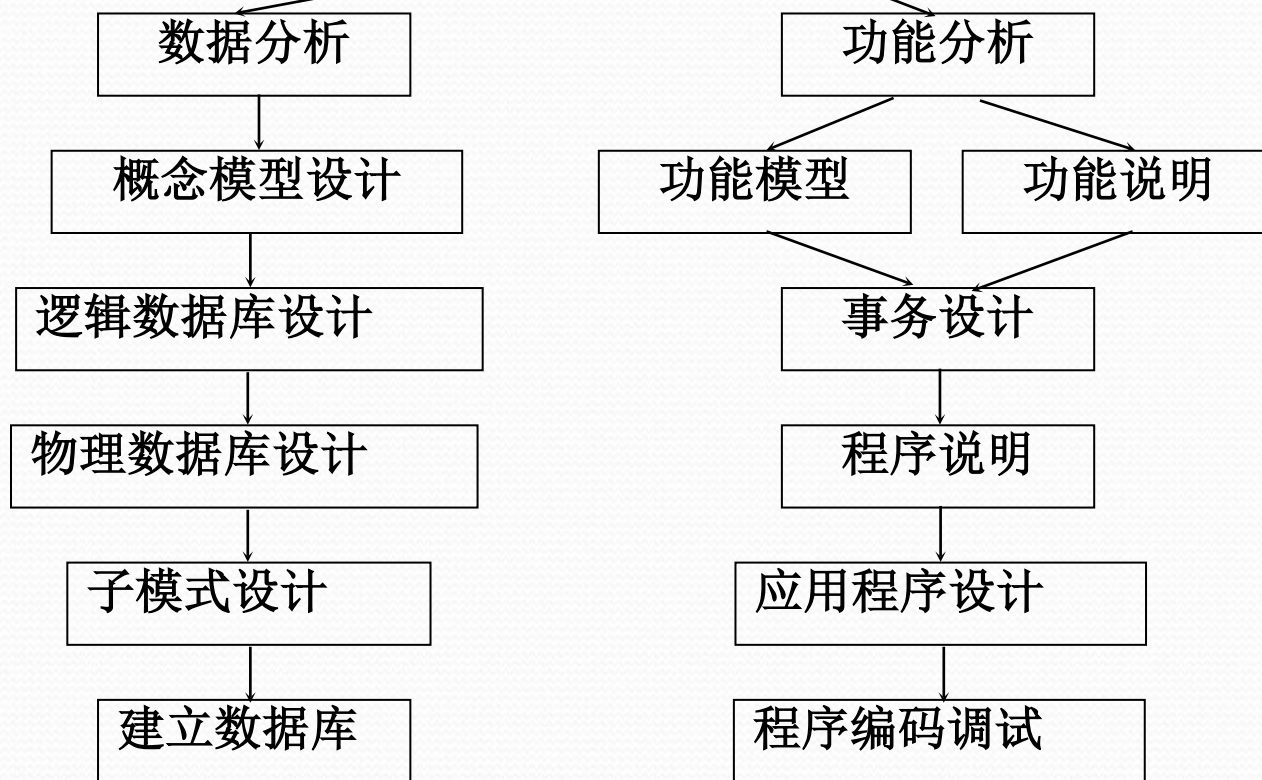 数据分析
功能分析
概念模型设计
功能模型
功能说明
逻辑数据库设计
事务设计
物理数据库设计
程序说明
子模式设计
应用程序设计
建立数据库
程序编码调试